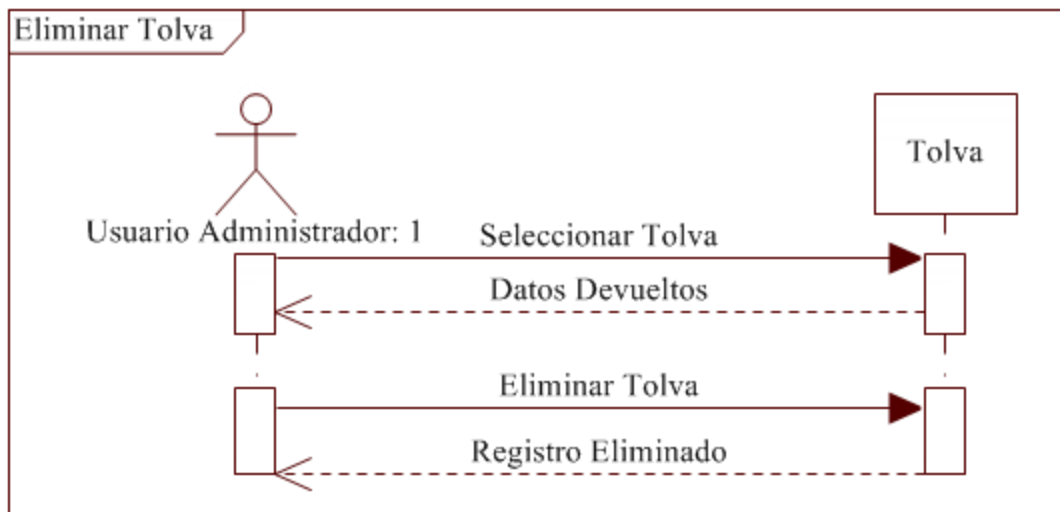 Eliminar Tolva
Tolva
Usuario Administrador: 1
Seleccionar Tolva
Datos Devueltos
Eliminar Tolva
Registro Eliminado